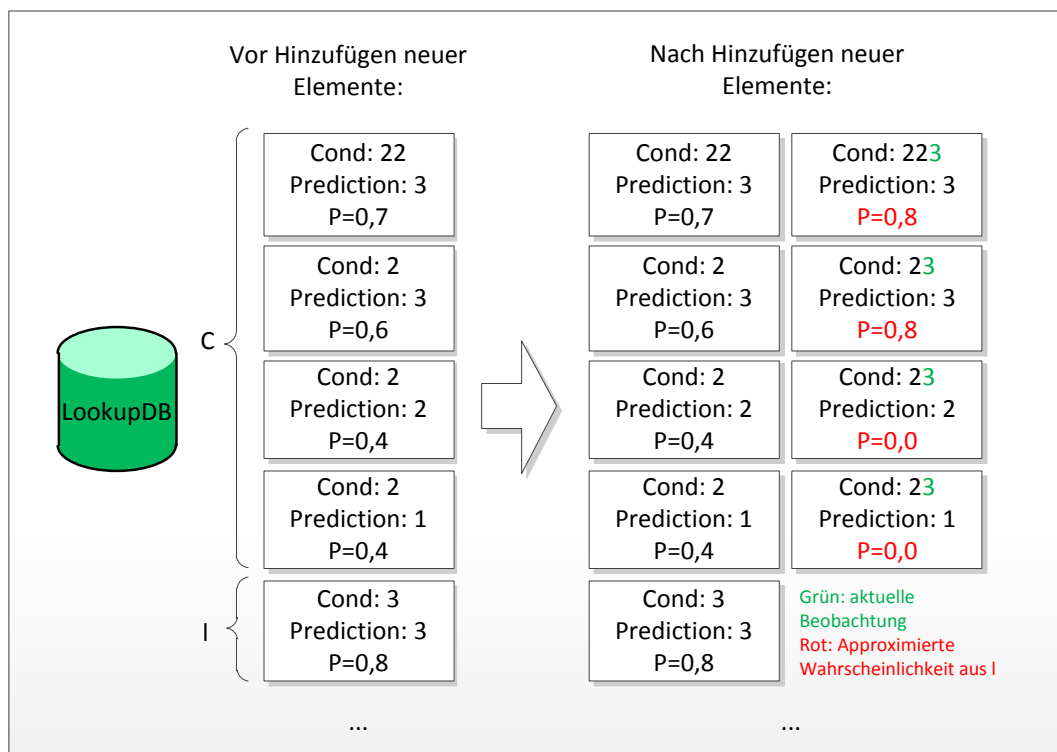 Vor Hinzufügen neuer
Elemente:
Nach Hinzufügen neuer
Elemente:
LookupDB
C
Cond: 22
Prediction: 3
P=0,7
Cond: 2
Prediction: 3
P=0,6
Cond: 2
Prediction: 2
P=0,4
Cond: 2
Prediction: 1
P=0,4
I
Cond: 3
Prediction: 3
P=0,8
...
Cond: 22
Prediction: 3
P=0,7
Cond: 223
Prediction: 3
P=0,8
Cond: 2
Prediction: 3
P=0,6
Cond: 23
Prediction: 3
P=0,8
Cond: 2
Prediction: 2
P=0,4
Cond: 23
Prediction: 2
P=0,0
Cond: 2
Prediction: 1
P=0,4
Cond: 23
Prediction: 1
P=0,0
Cond: 3
Prediction: 3
P=0,8
Grün: aktuelle
Beobachtung
Rot: Approximierte
Wahrscheinlichkeit aus I
...